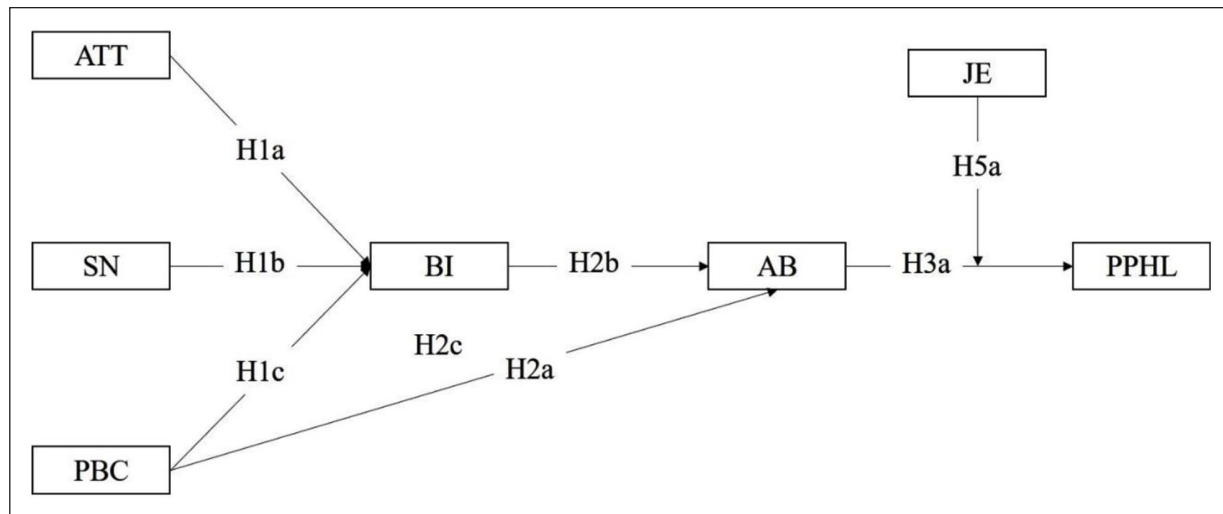 ATT
JE
H1a
H5a
SN
H1b
BI
H2b
AB
H3a
PPHL
H2c
H1c
H2a
PBC